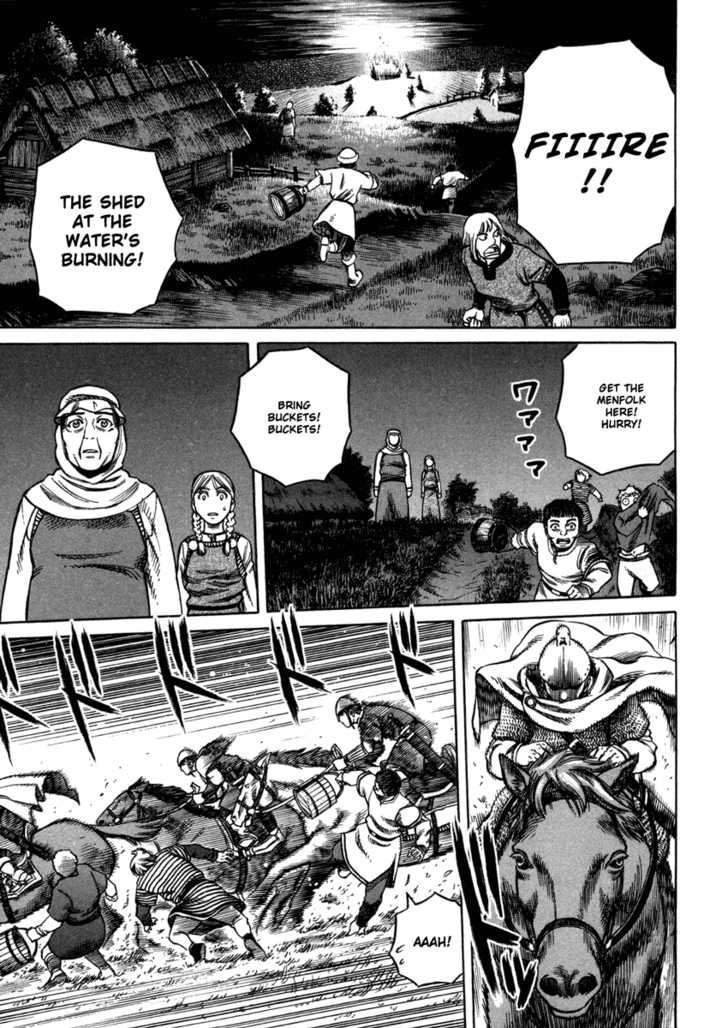 FIIIIRE
!!
THE SHED
AT THE
WATER'S
BURNING!
GET THE
MENFOLK
HERE!
HURRY!
ワァァァ
BRING
BUCKETS!
BUCKETS!
ドドッ
ドドドドド
AAAH!